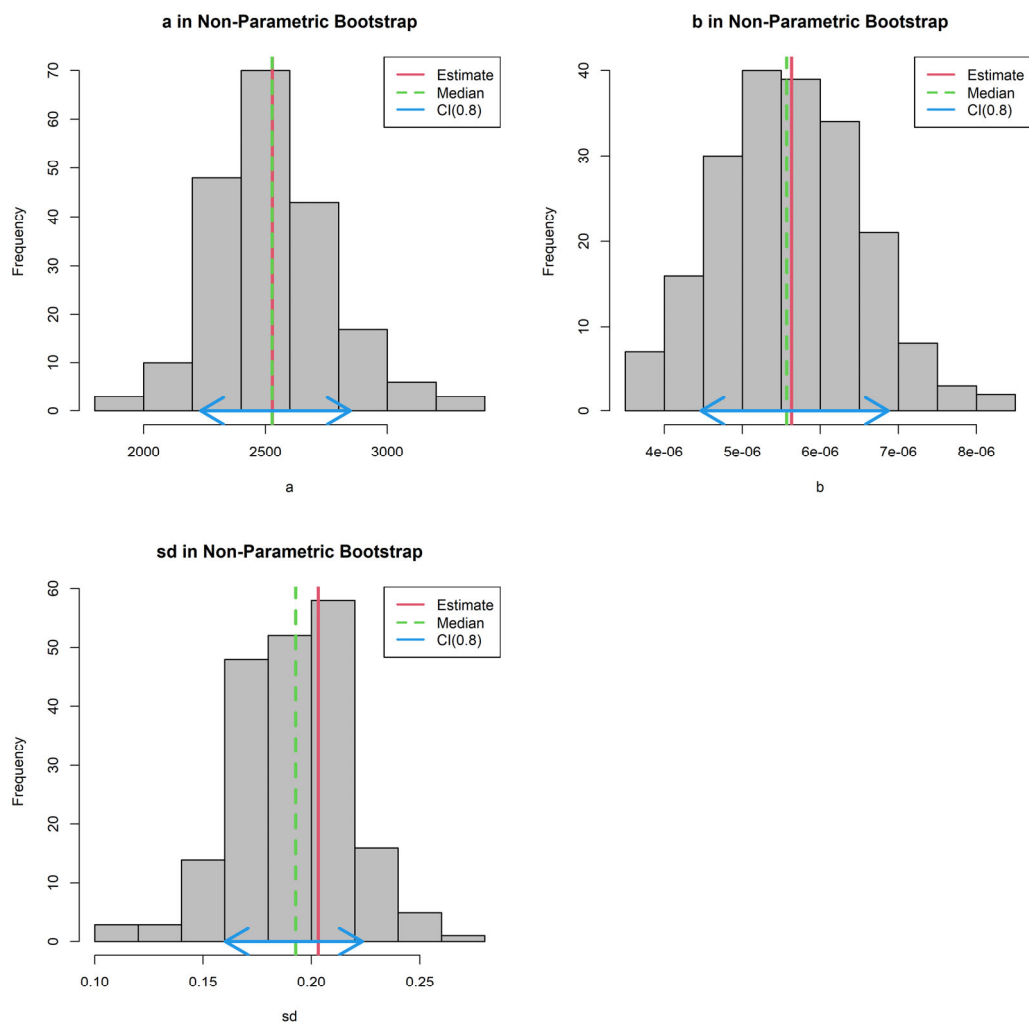 a in Non-Parametric Bootstrap
Estimate
Median
CI(0.8)
Frequency
70
60
50
40
30
20
10
0
2000
2500
3000
a
b in Non-Parametric Bootstrap
Estimate
Median
CI(0.8)
Frequency
40
30
20
10
0
4e-06
5e-06
6e-06
7e-06
8e-06
b
sd in Non-Parametric Bootstrap
Estimate
Median
CI(0.8)
Frequency
60
50
40
30
20
10
0
0.10
0.15
0.20
0.25
sd